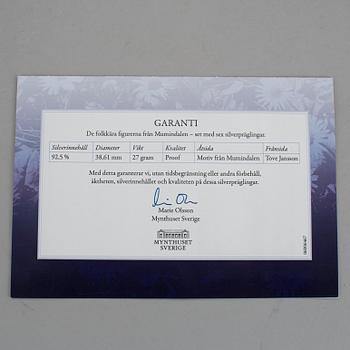 GARANTI
De folkkära figurerna från Mumindalen – set med sex silverpräglingar.
Silverinnehåll Diameter Vikt Kvalitet Åtsida Frånsida
92,5 % 38,61 mm 27 gram Proof Motiv från Mumindalen Tove Jansson
Med detta garanterar vi, utan tidsbegränsning eller andra förbehåll,
äktheten, silverinnehållet och kvaliteten på dessa silverpräglingar.
Marie Olsson
Mynthuset Sverige
MYNTHUSET
SVERIGE